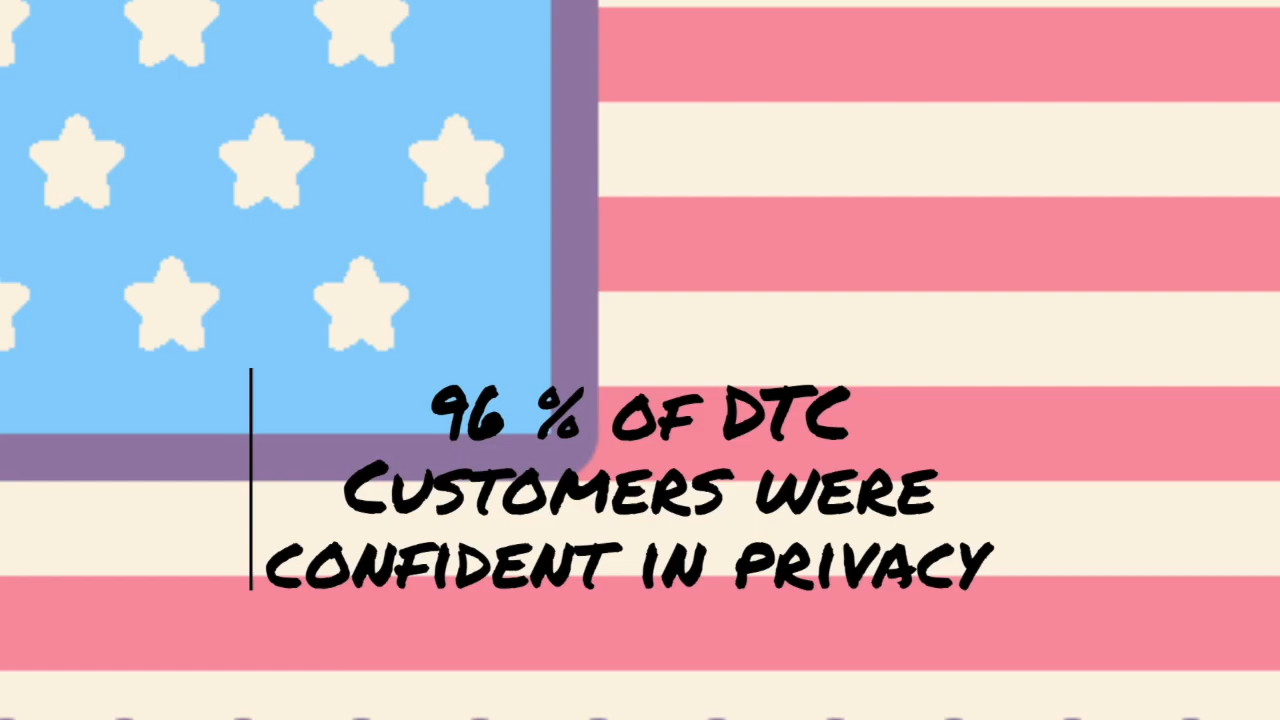 96 % of DTC
Customers were
confident in privacy